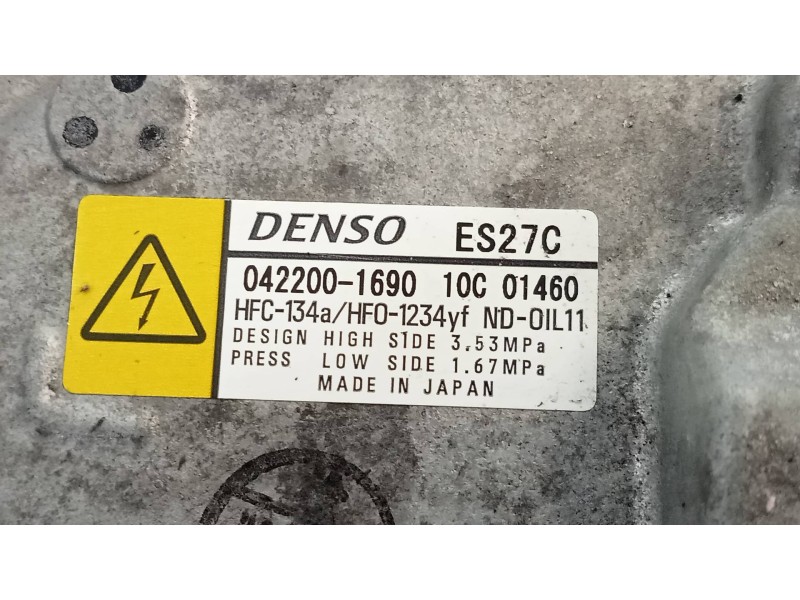 DENSO ES27C
042200-1690 10C 01460
HFC-134a/HFO-1234yf ND-OIL11
DESIGN HIGH SIDE 3.53MPa
PRESS LOW SIDE 1.67MPa
MADE IN JAPAN